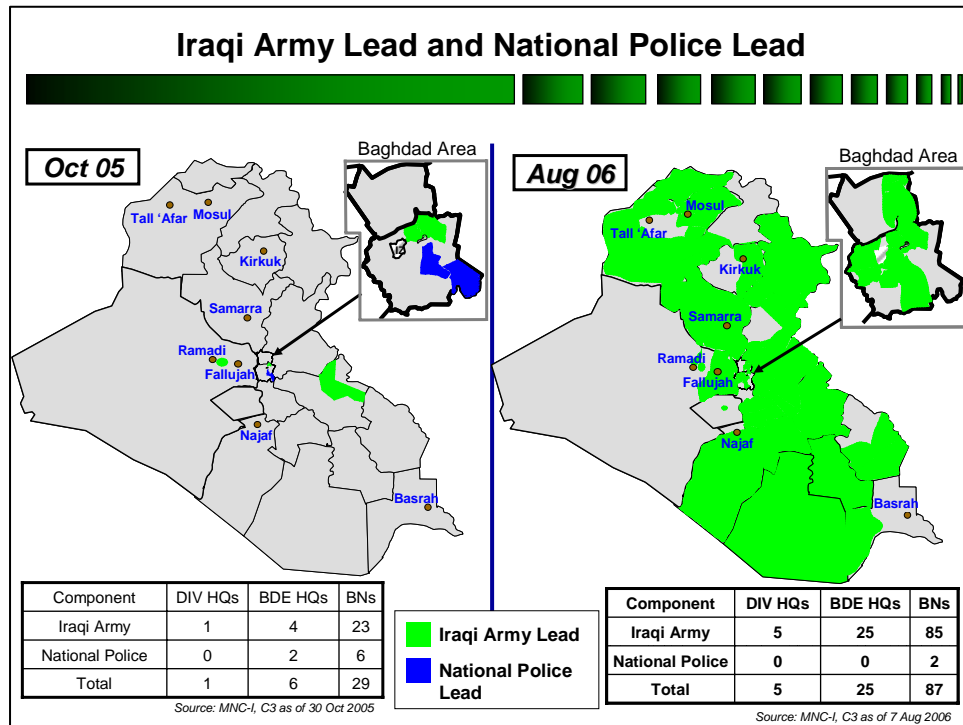 Iraqi Army Lead and National Police Lead
Oct 05
Baghdad Area
Tall ‘Afar
Mosul
Kirkuk
Samarra
Ramadi
Fallujah
Najaf
Basrah
Component DIV HQs BDE HQs BNs
Iraqi Army 1 4 23
National Police 0 2 6
Total 1 6 29
Source: MNC-I, C3 as of 30 Oct 2005
Iraqi Army Lead
National Police
Lead
Aug 06
Baghdad Area
Mosul
Tall ‘Afar
Kirkuk
Samarra
Ramadi
Fallujah
Najaf
Basrah
Component DIV HQs BDE HQs BNs
Iraqi Army 5 25 85
National Police 0 0 2
Total 5 25 87
Source: MNC-I, C3 as of 7 Aug 2006